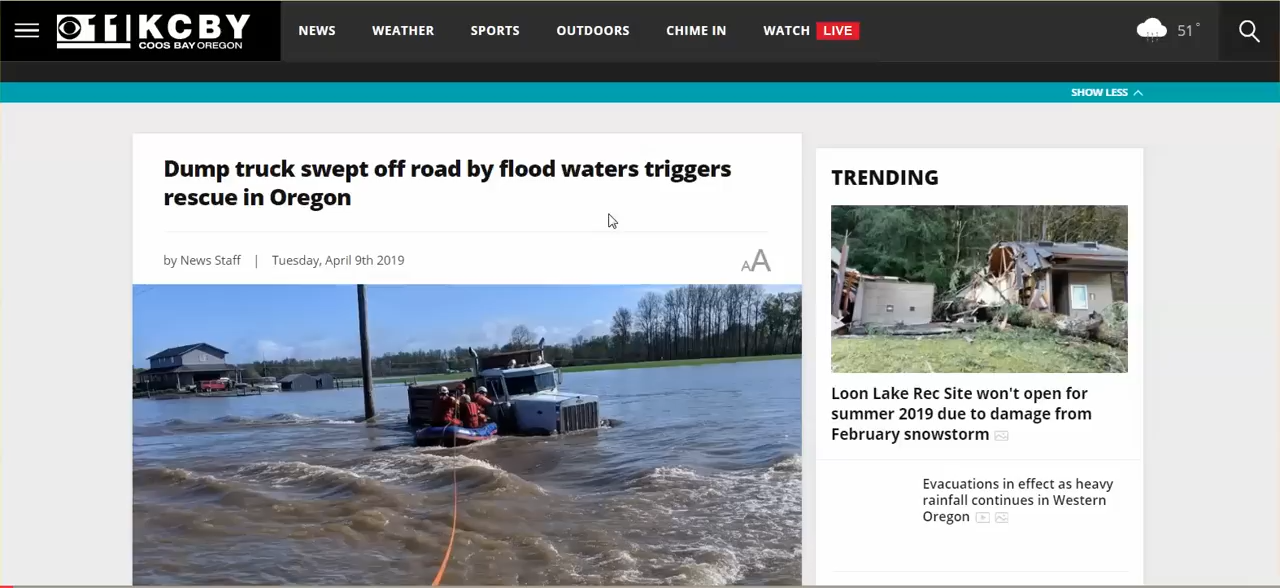 11 KCBY
COOS BAY OREGON
NEWS
WEATHER
SPORTS
OUTDOORS
CHIME IN
WATCH LIVE
51°
SHOW LESS
Dump truck swept off road by flood waters triggers
rescue in Oregon
by News Staff | Tuesday, April 9th 2019
AA
TRENDING
Loon Lake Rec Site won't open for
summer 2019 due to damage from
February snowstorm
Evacuations in effect as heavy
rainfall continues in Western
Oregon